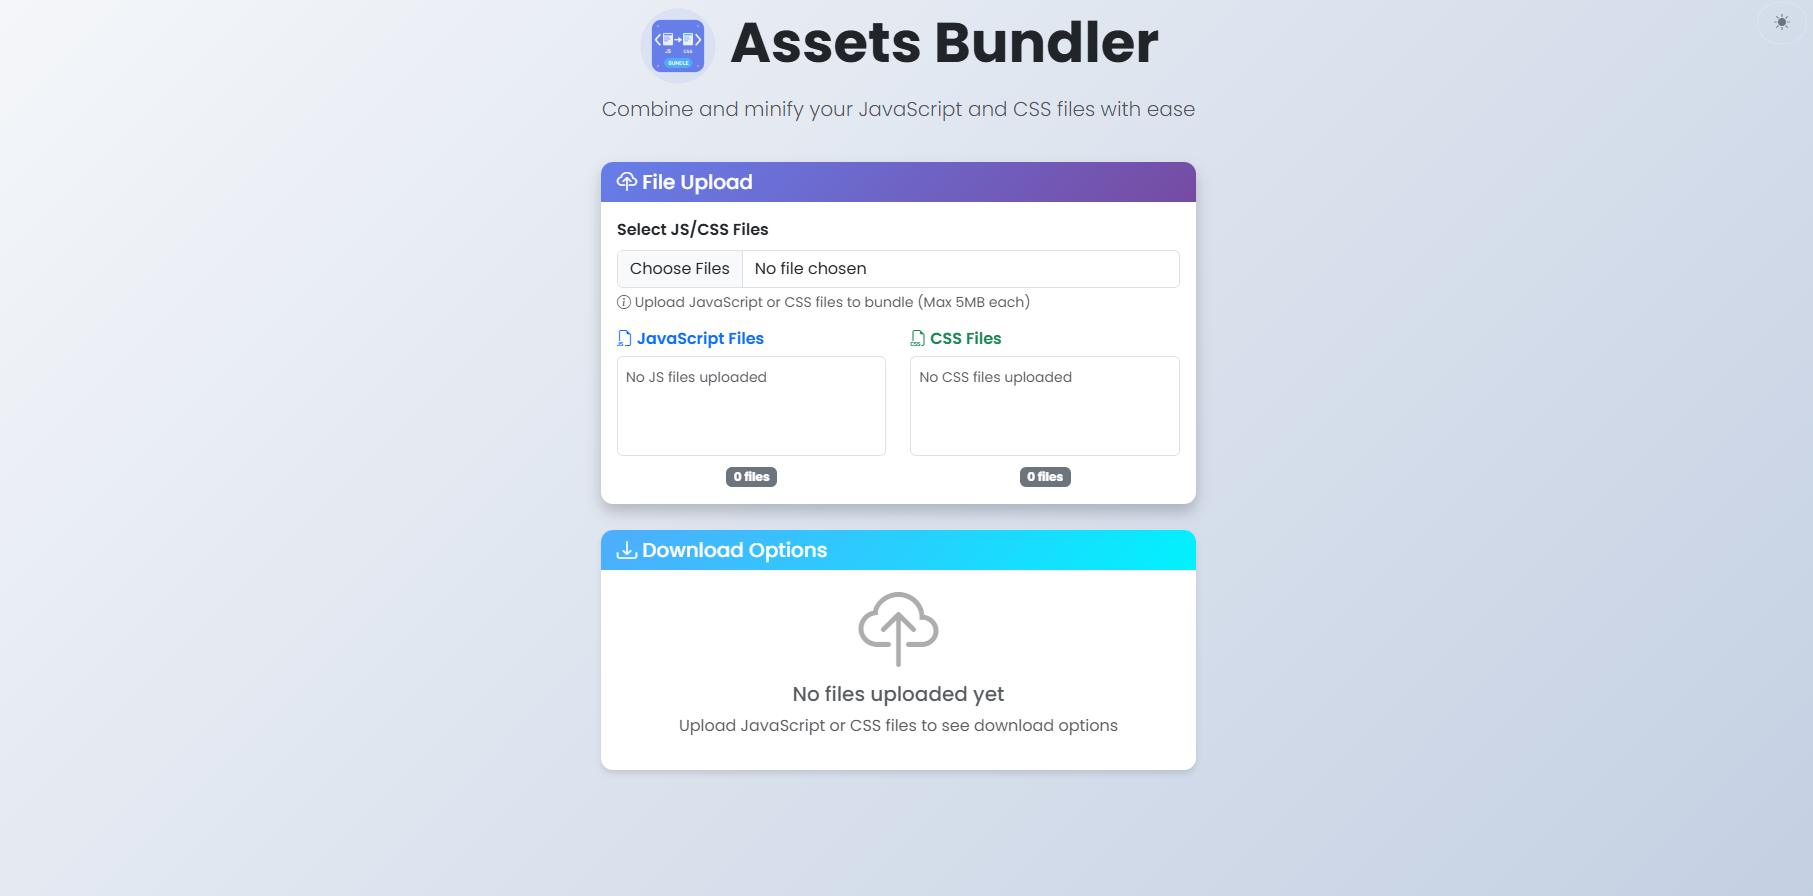 JS CSS
BUNDLE
Assets Bundler
Combine and minify your JavaScript and CSS files with ease
File Upload
Select JS/CSS Files
Choose Files No file chosen
Upload JavaScript or CSS files to bundle (Max 5MB each)
JS JavaScript Files
CSS CSS Files
No JS files uploaded
No CSS files uploaded
0 files
0 files
Download Options
No files uploaded yet
Upload JavaScript or CSS files to see download options